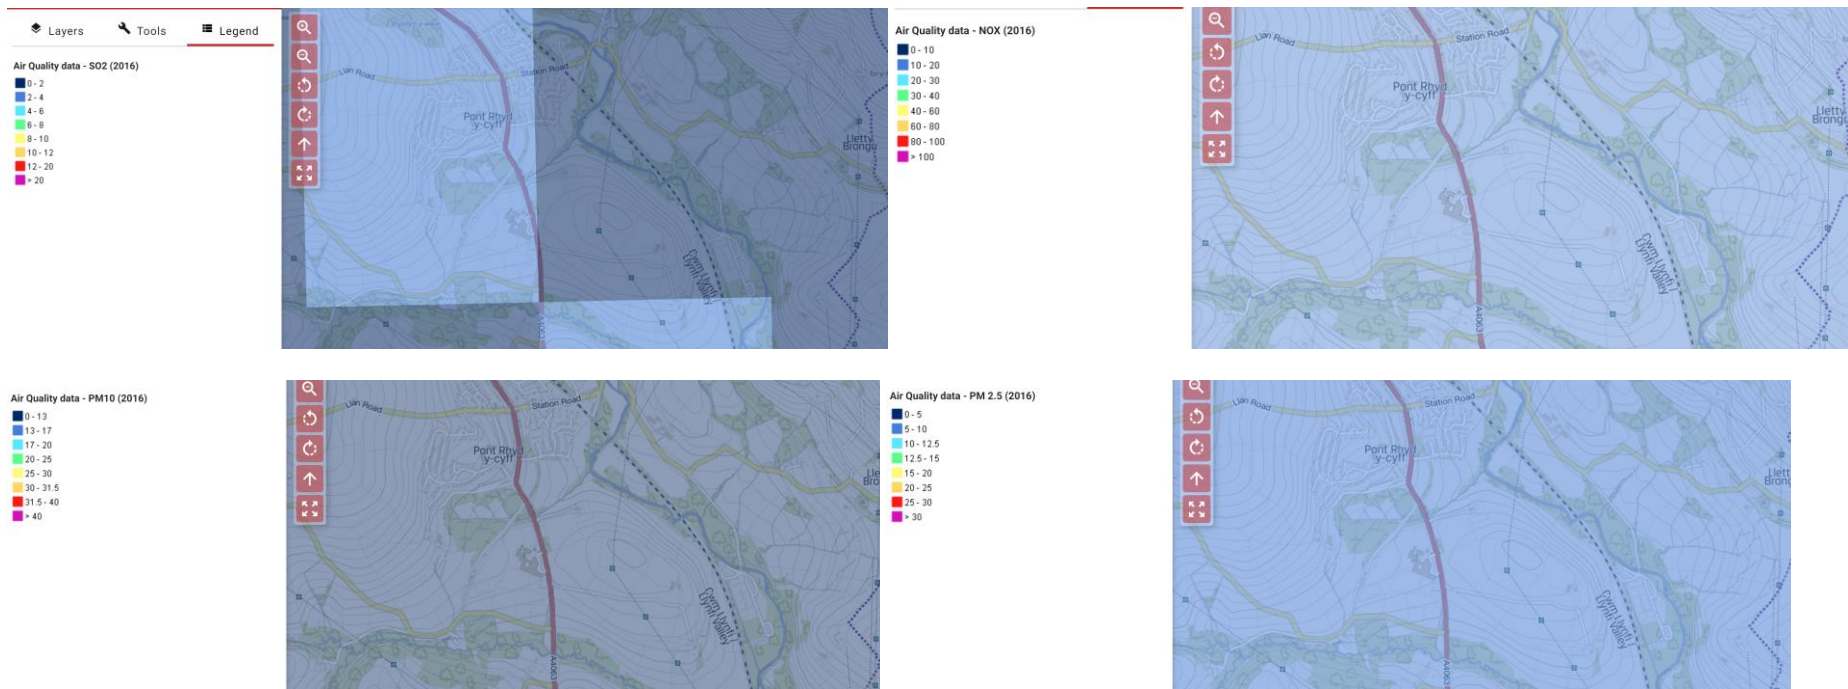 Layers Tools Legend
Air Quality data - SO2 (2016)
0 - 2
2 - 4
4 - 6
6 - 8
8 - 10
10 - 12
12 - 20
> 20
Llan Road
Station Road
Pont Rhyd
y-cyff
Lletty
Brongu
Cwm Llynfi /
Llynfi Valley
A4063
Air Quality data - NOX (2016)
0 - 10
10 - 20
20 - 30
30 - 40
40 - 60
60 - 80
80 - 100
> 100
Llan Road
Station Road
Pont Rhyd
y-cyff
Lletty
Brongu
Cwm Llynfi /
Llynfi Valley
A4063
Air Quality data - PM10 (2016)
0 - 13
13 - 17
17 - 20
20 - 25
25 - 30
30 - 31.5
31.5 - 40
> 40
Llan Road
Station Road
Pont Rhyd
y-cyff
Lle
Bro
Cwm Llynfi /
Llynfi Valley
A4063
Air Quality data - PM 2.5 (2016)
0 - 5
5 - 10
10 - 12.5
12.5 - 15
15 - 20
20 - 25
25 - 30
> 30
Llan Road
Station Road
Pont Rhyd
y-cyff
Lletty
Brong
Cwm Llynfi /
Llynfi Valley
A4063